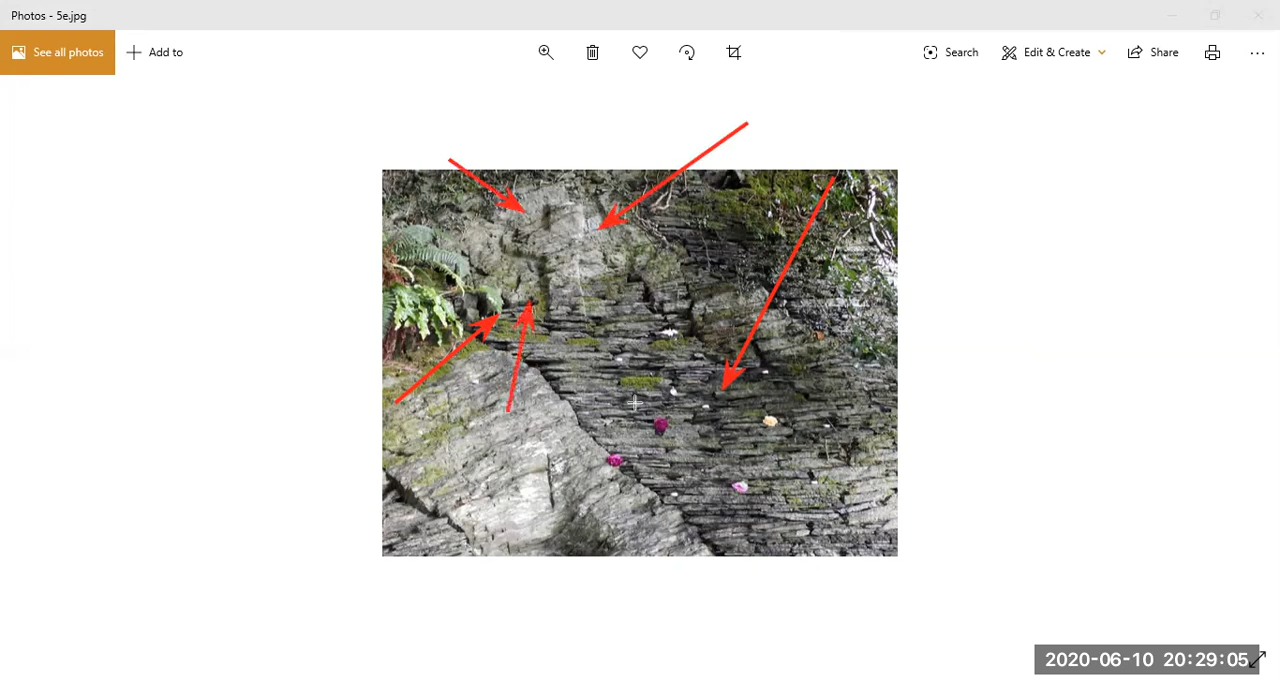 Photos - 5e.jpg
See all photos
Add to
Search
Edit & Create
Share
2020-06-10 20:29:05